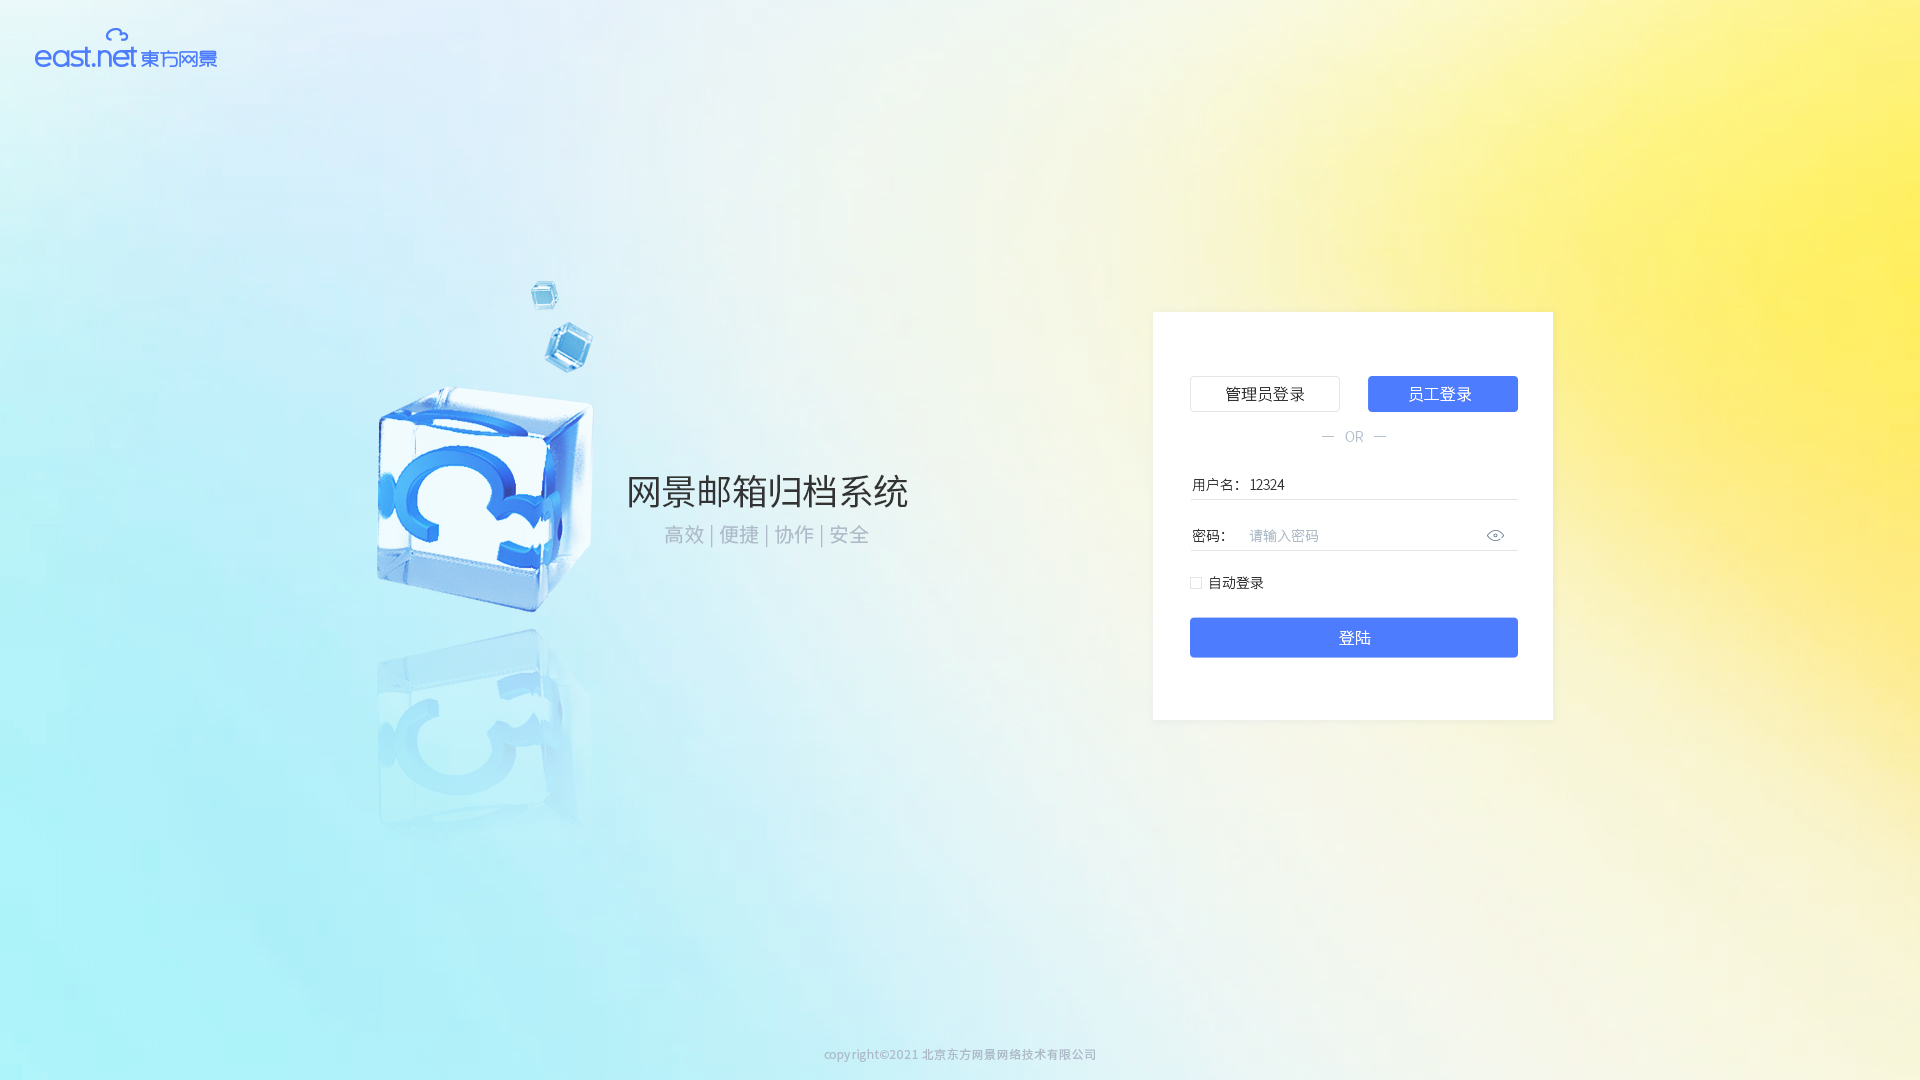 east.net 東方网景
网景邮箱归档系统
高效 | 便捷 | 协作 | 安全
管理员登录 员工登录
— OR —
用户名： 12324
密码： 请输入密码
自动登录
登陆
copyright©2021 北京东方网景网络技术有限公司